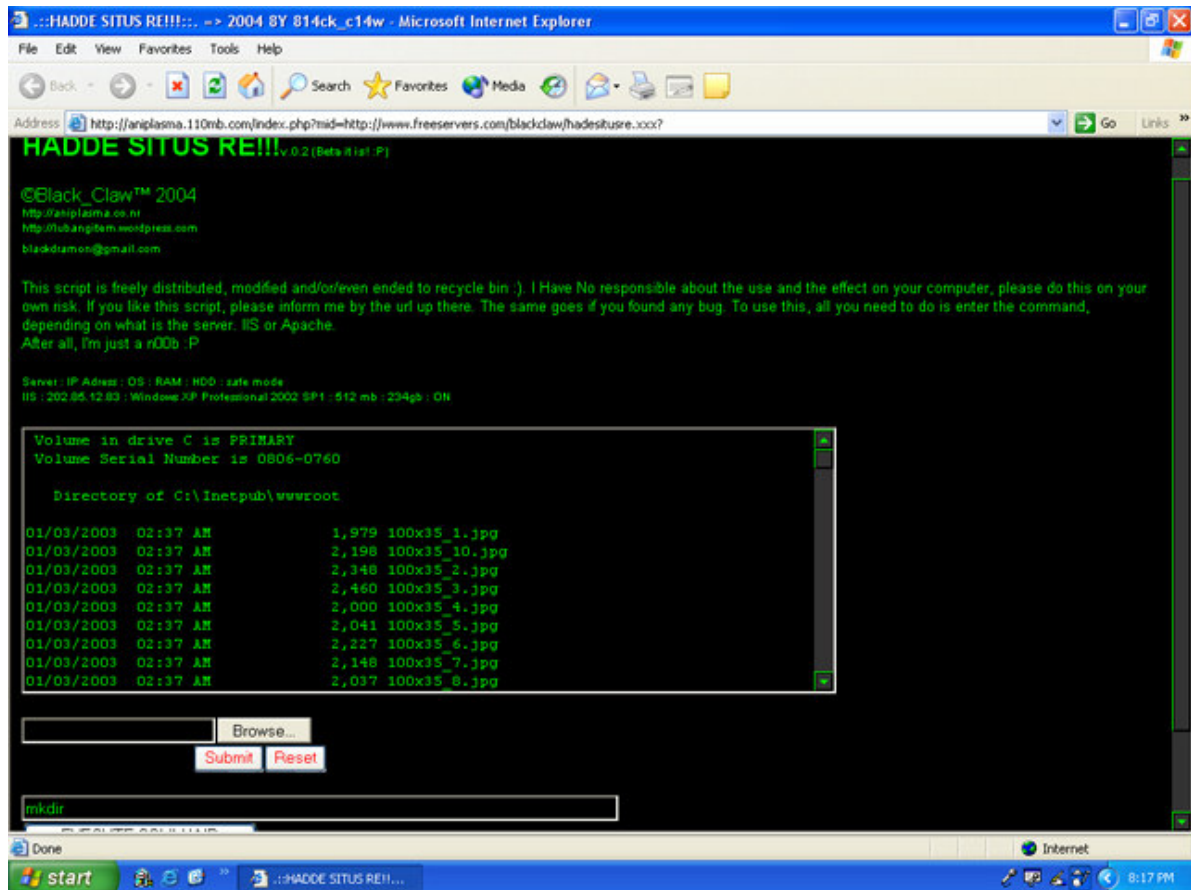 .::HADDE SITUS RE!!!::. => 2004 8Y 814ck_c14w - Microsoft Internet Explorer
File Edit View Favorites Tools Help
Back Search Favorites Media
Address http://aniplasma.110mb.com/index.php?mid=http://www.freeservers.com/blackclaw/hadesitusre.xxx? Go Links »
HADDE SITUS RE!!! v.0.2 (Beta it is! :P)
©Black_Claw™ 2004
http://aniplasma.co.nr
http://lubangitem.wordpress.com
blackdramon@gmail.com
This script is freely distributed, modified and/or/even ended to recycle bin :). I Have No responsible about the use and the effect on your computer, please do this on your
own risk. If you like this script, please inform me by the url up there. The same goes if you found any bug. To use this, all you need to do is enter the command,
depending on what is the server. IIS or Apache.
After all, I'm just a n00b :P
Server : IP Adress : OS : RAM : HDD : safe mode
IIS : 202.85.12.83 : Windows XP Professional 2002 SP1 : 512 mb : 234gb : ON
Volume in drive C is PRIMARY
Volume Serial Number is 0806-0760
Directory of C:\Inetpub\wwwroot
01/03/2003 02:37 AM 1,979 100x35_1.jpg
01/03/2003 02:37 AM 2,198 100x35_10.jpg
01/03/2003 02:37 AM 2,348 100x35_2.jpg
01/03/2003 02:37 AM 2,460 100x35_3.jpg
01/03/2003 02:37 AM 2,000 100x35_4.jpg
01/03/2003 02:37 AM 2,041 100x35_5.jpg
01/03/2003 02:37 AM 2,227 100x35_6.jpg
01/03/2003 02:37 AM 2,148 100x35_7.jpg
01/03/2003 02:37 AM 2,037 100x35_8.jpg
Browse...
Submit Reset
mkdir
Done Internet
start » .::HADDE SITUS RE!!... 8:17 PM